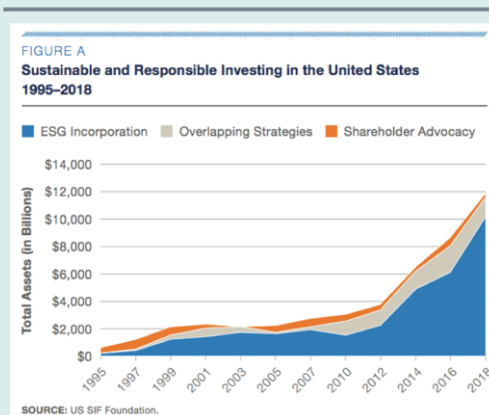 FIGURE A
Sustainable and Responsible Investing in the United States
1995–2018
ESG Incorporation Overlapping Strategies Shareholder Advocacy
Total Assets (in Billions)
$14,000
$12,000
$10,000
$8,000
$6,000
$4,000
$2,000
$0
1995 1997 1999 2001 2003 2005 2007 2010 2012 2014 2016 2018
SOURCE: US SIF Foundation.